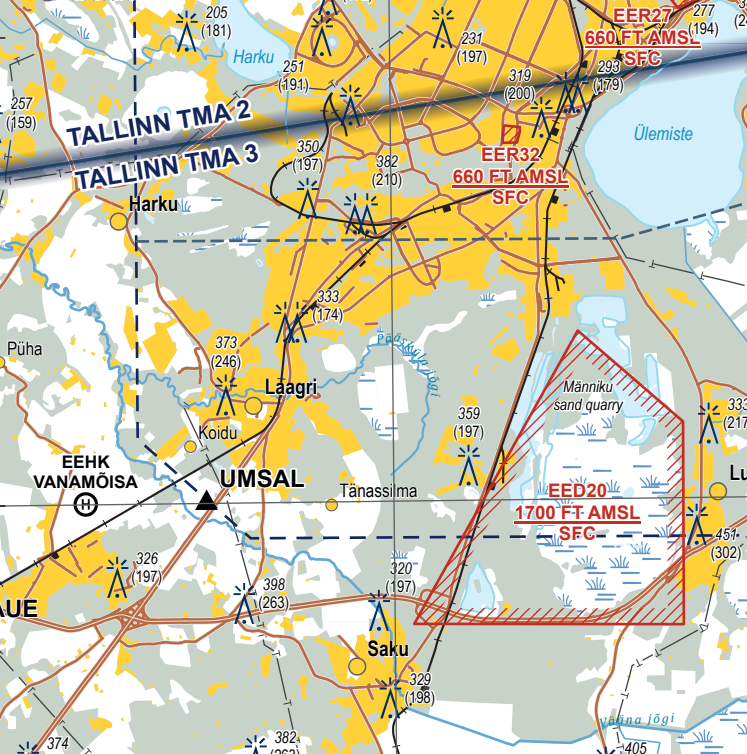 205
(181)
Harku
231
(197)
EER27
660 FT AMSL
SFC
277
(194)
251
(191)
319
(200)
293
(179)
257
(159)
TALLINN TMA 2
TALLINN TMA 3
350
(197)
382
(210)
EER32
660 FT AMSL
SFC
Ülemiste
Harku
333
(174)
Püha
373
(246)
Pääsküla jõgi
Laagri
Männiku
sand quarry
333
(217
359
(197)
Koidu
EEHK
VANAMÕISA
H
UMSAL
Tänassilma
EED20
1700 FT AMSL
SFC
Lu
451
(302)
326
(197)
398
(263)
320
(197)
AUE
Saku
329
(198)
Vääna jõgi
374
382
(263)
405